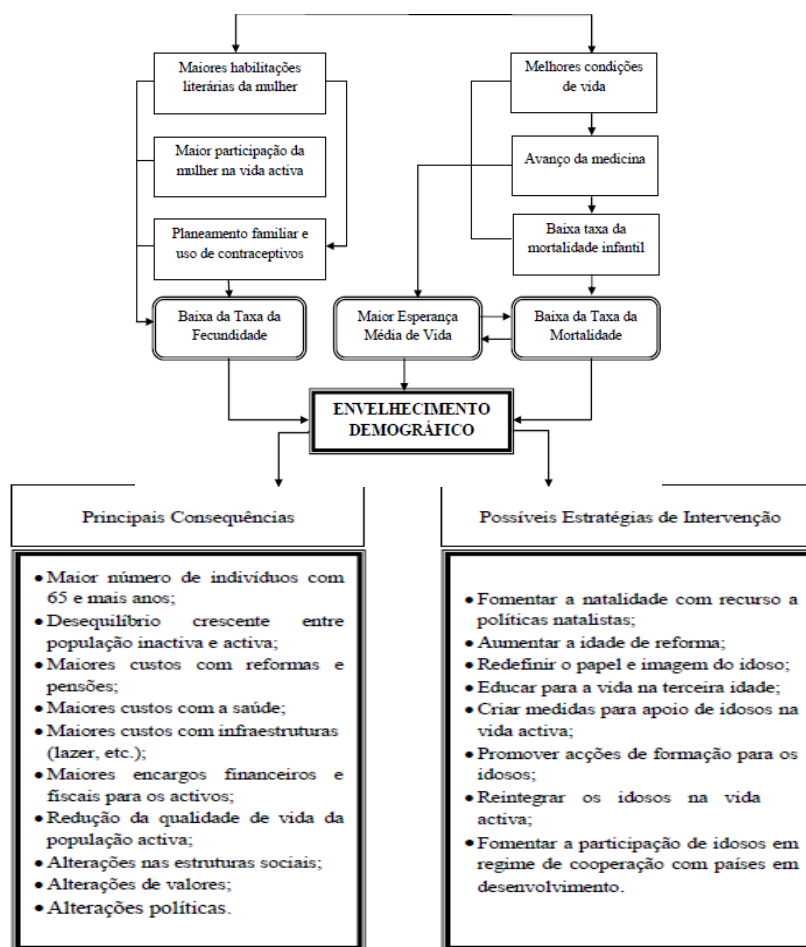 Maiores habilitações
literárias da mulher
Maior participação da
mulher na vida activa
Planeamento familiar e
uso de contraceptivos
Baixa da Taxa da
Fecundidade
Melhores condições
de vida
Avanço da medicina
Baixa taxa da
mortalidade infantil
Maior Esperança
Média de Vida
Baixa da Taxa da
Mortalidade
ENVELHECIMENTO
DEMOGRÁFICO
Principais Consequências
• Maior número de indivíduos com
65 e mais anos;
• Desequilíbrio crescente entre
população inactiva e activa;
• Maiores custos com reformas e
pensões;
• Maiores custos com a saúde;
• Maiores custos com infraestruturas
(lazer, etc.);
• Maiores encargos financeiros e
fiscais para os activos;
• Redução da qualidade de vida da
população activa;
• Alterações nas estruturas sociais;
• Alterações de valores;
• Alterações políticas.
Possíveis Estratégias de Intervenção
• Fomentar a natalidade com recurso a
políticas natalistas;
• Aumentar a idade de reforma;
• Redefinir o papel e imagem do idoso;
• Educar para a vida na terceira idade;
• Criar medidas para apoio de idosos na
vida activa;
• Promover acções de formação para os
idosos;
• Reintegrar os idosos na vida
activa;
• Fomentar a participação de idosos em
regime de cooperação com países em
desenvolvimento.